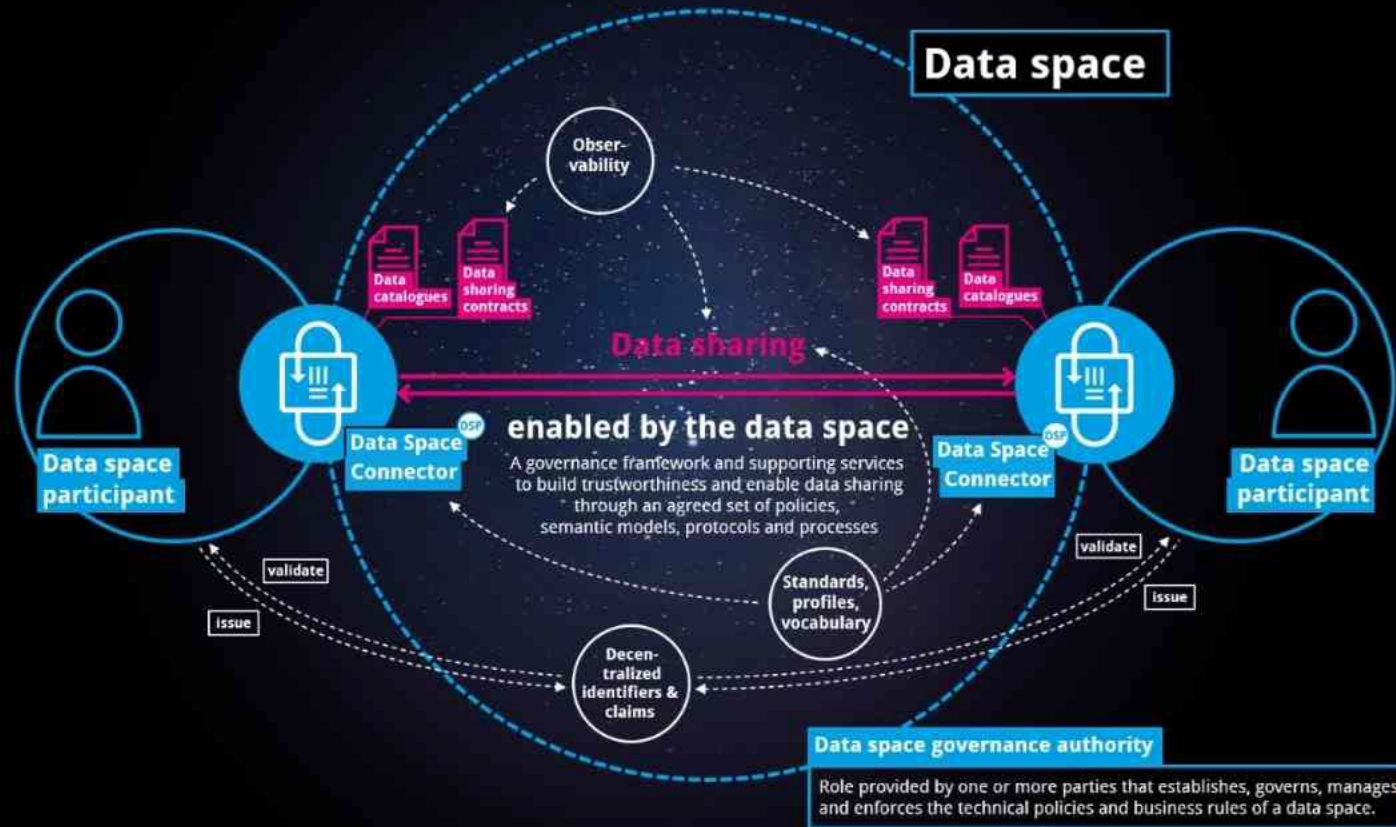 Data space
Obser-
vability
Data
catalogues
Data
sharing
contracts
Data
sharing
contracts
Data
catalogues
Data sharing
DSP
DSP
enabled by the data space
A governance framework and supporting services
to build trustworthiness and enable data sharing
through an agreed set of policies,
semantic models, protocols and processes
Data Space
Connector
Data Space
Connector
Data space
participant
Data space
participant
validate
issue
validate
issue
Standards,
profiles,
vocabulary
Decen-
tralized
identifiers &
claims
Data space governance authority
Role provided by one or more parties that establishes, governs, manages
and enforces the technical policies and business rules of a data space.